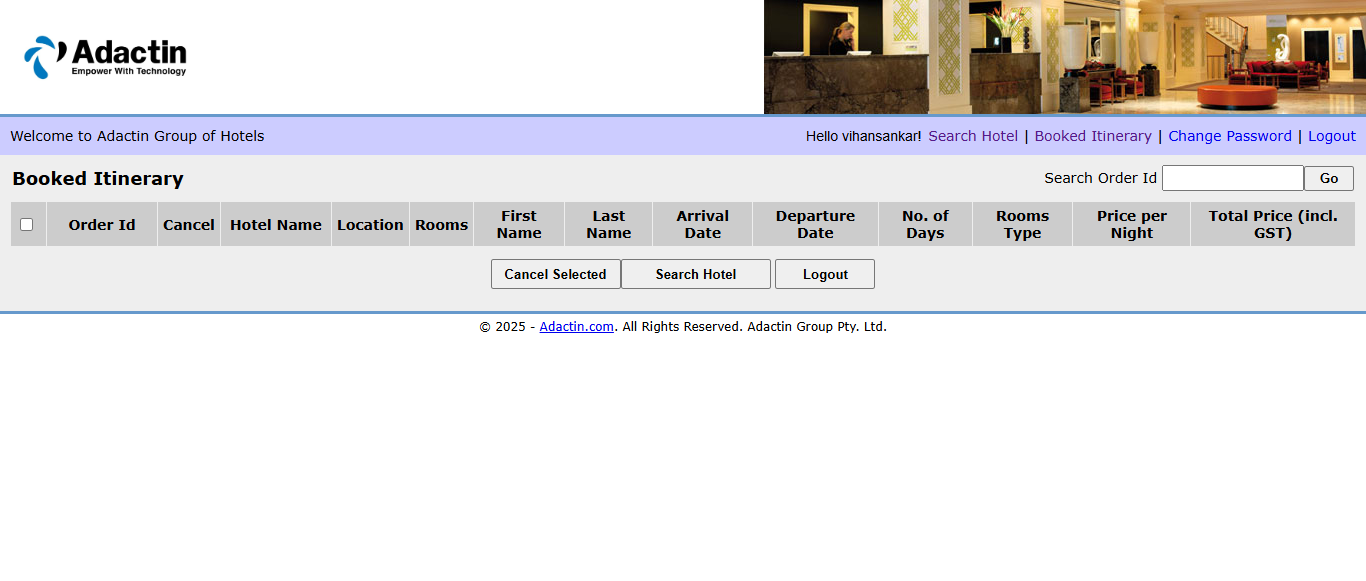 Adactin
Empower With Technology
Welcome to Adactin Group of Hotels
Hello vihansankar! Search Hotel | Booked Itinerary | Change Password | Logout
Booked Itinerary
Search Order Id Go
Order Id Cancel Hotel Name Location Rooms First Name Last Name Arrival Date Departure Date No. of Days Rooms Type Price per Night Total Price (incl. GST)
Cancel Selected Search Hotel Logout
© 2025 - Adactin.com. All Rights Reserved. Adactin Group Pty. Ltd.